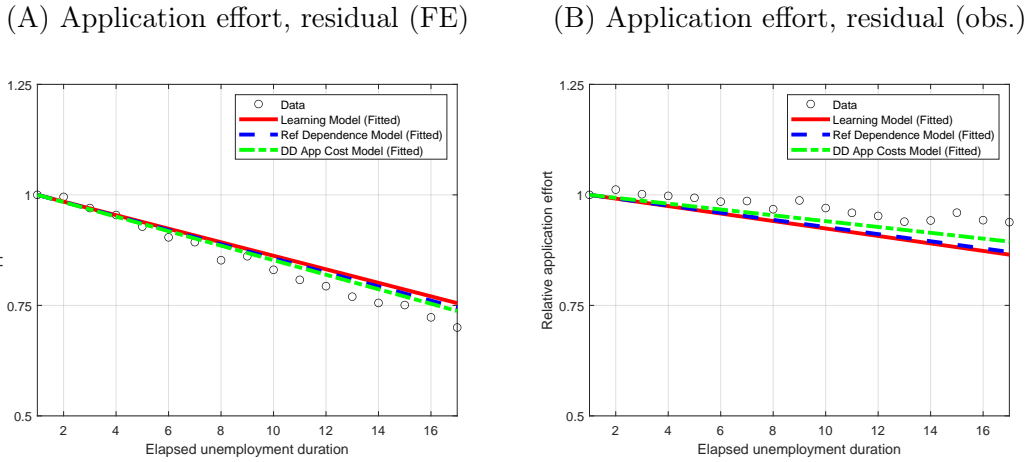 (A) Application effort, residual (FE)
(B) Application effort, residual (obs.)
1.25
1
0.75
0.5
2 4 6 8 10 12 14 16
Elapsed unemployment duration
Data
Learning Model (Fitted)
Ref Dependence Model (Fitted)
DD App Cost Model (Fitted)
Relative application effort
1.25
1
0.75
0.5
2 4 6 8 10 12 14 16
Elapsed unemployment duration
Data
Learning Model (Fitted)
Ref Dependence Model (Fitted)
DD App Costs Model (Fitted)